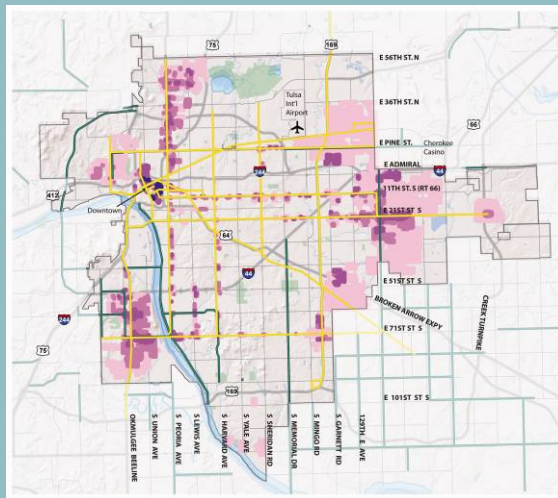 75
169
E 56TH ST. N
E 36TH ST. N
Tulsa
Int'l
Airport
66
E PINE ST.
Cherokee
Casino
244
E ADMIRAL
44
412
11TH ST. S (RT 66)
Downtown
E 21ST ST S
64
44
E 51ST ST S
BROKEN ARROW EXPY
CREEK TURNPIKE
244
E 71ST ST S
75
169
E 101ST ST S
OKMULGEE BEELINE
S UNION AVE
S PEORIA AVE
S LEWIS AVE
S HARVARD AVE
S YALE AVE
S SHERIDAN RD
S MEMORIAL DR
S MINGO RD
S GARNETT RD
129TH E AVE